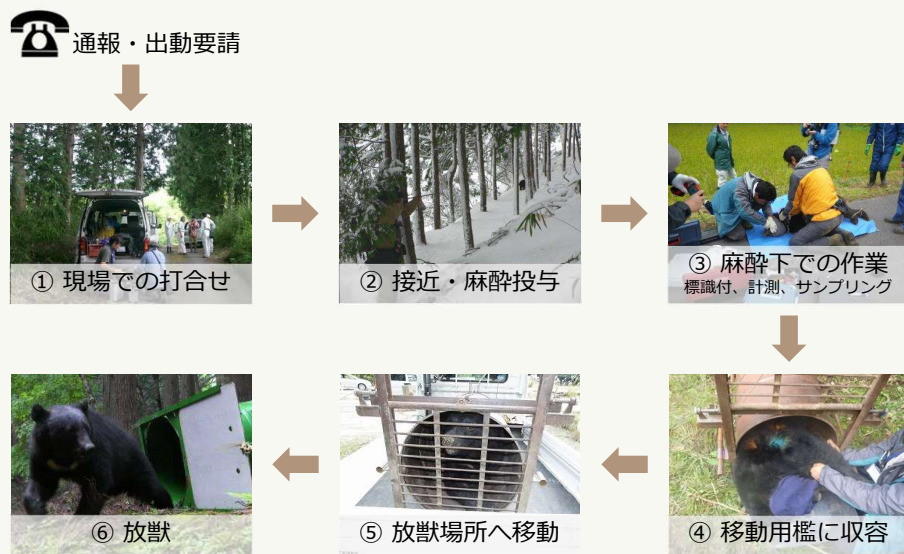 通報・出動要請
① 現場での打合せ
② 接近・麻酔投与
③ 麻酔下での作業
標識付、計測、サンプリング
④ 移動用檻に収容
⑤ 放獣場所へ移動
⑥ 放獣